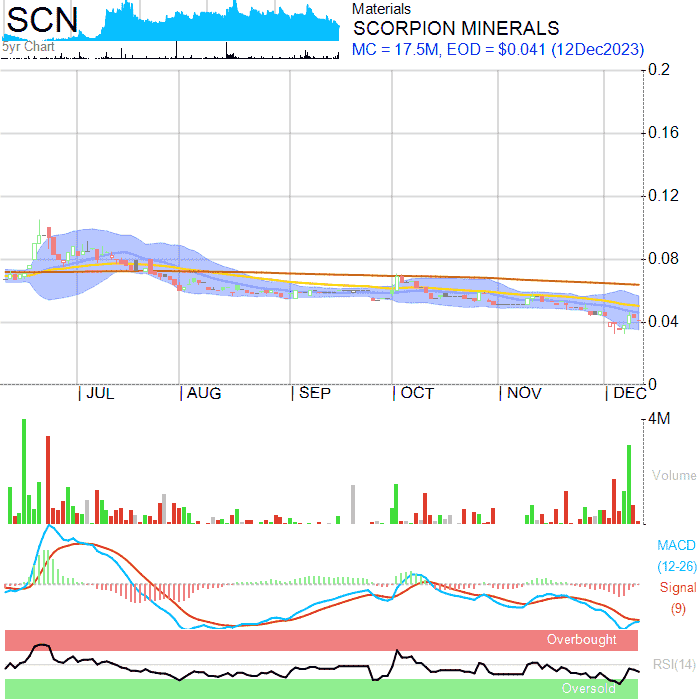 SCN
5yr Chart
Materials
SCORPION MINERALS
MC = 17.5M, EOD = $0.041 (12Dec2023)
0.2
0.16
0.12
0.08
0.04
0
JUL AUG SEP OCT NOV DEC
4M
Volume
MACD
(12-26)
Signal
(9)
Overbought
RSI(14)
Oversold